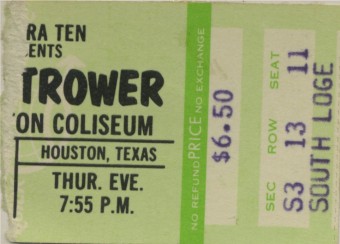 RA TEN
ENTS
TROWER
ON COLISEUM
HOUSTON, TEXAS
THUR. EVE.
7:55 P.M.
NO REFUND PRICE NO EXCHANGE
$6.50
SEC ROW SEAT
S3 13 11
SOUTH LOGE